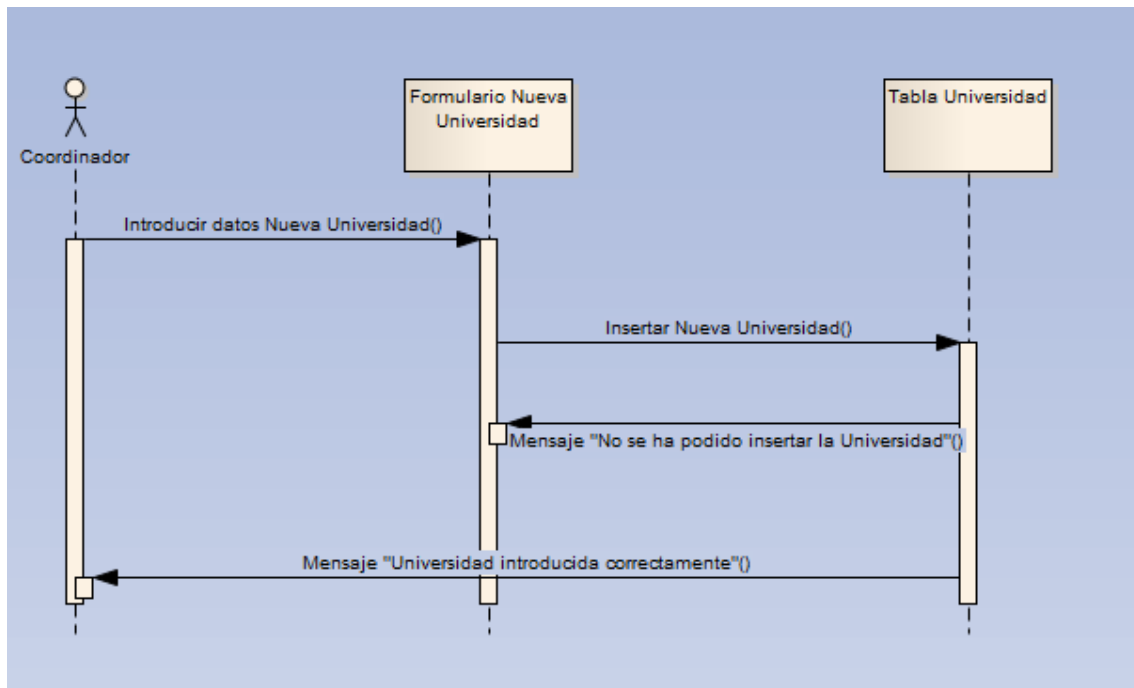 Formulario Nueva
Universidad
Tabla Universidad
Coordinador
Introducir datos Nueva Universidad()
Insertar Nueva Universidad()
Mensaje "No se ha podido insertar la Universidad"()
Mensaje "Universidad introducida correctamente"()